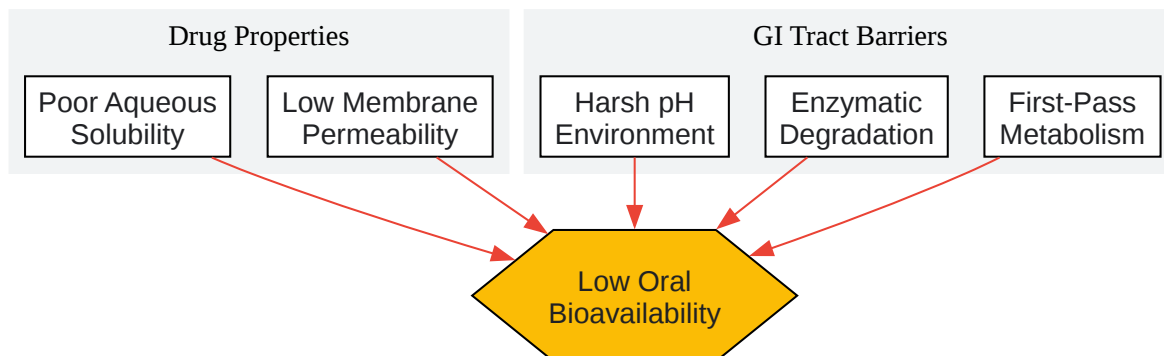 Drug Properties
GI Tract Barriers
Poor Aqueous
Solubility
Low Membrane
Permeability
Harsh pH
Environment
Enzymatic
Degradation
First-Pass
Metabolism
Low Oral
Bioavailability